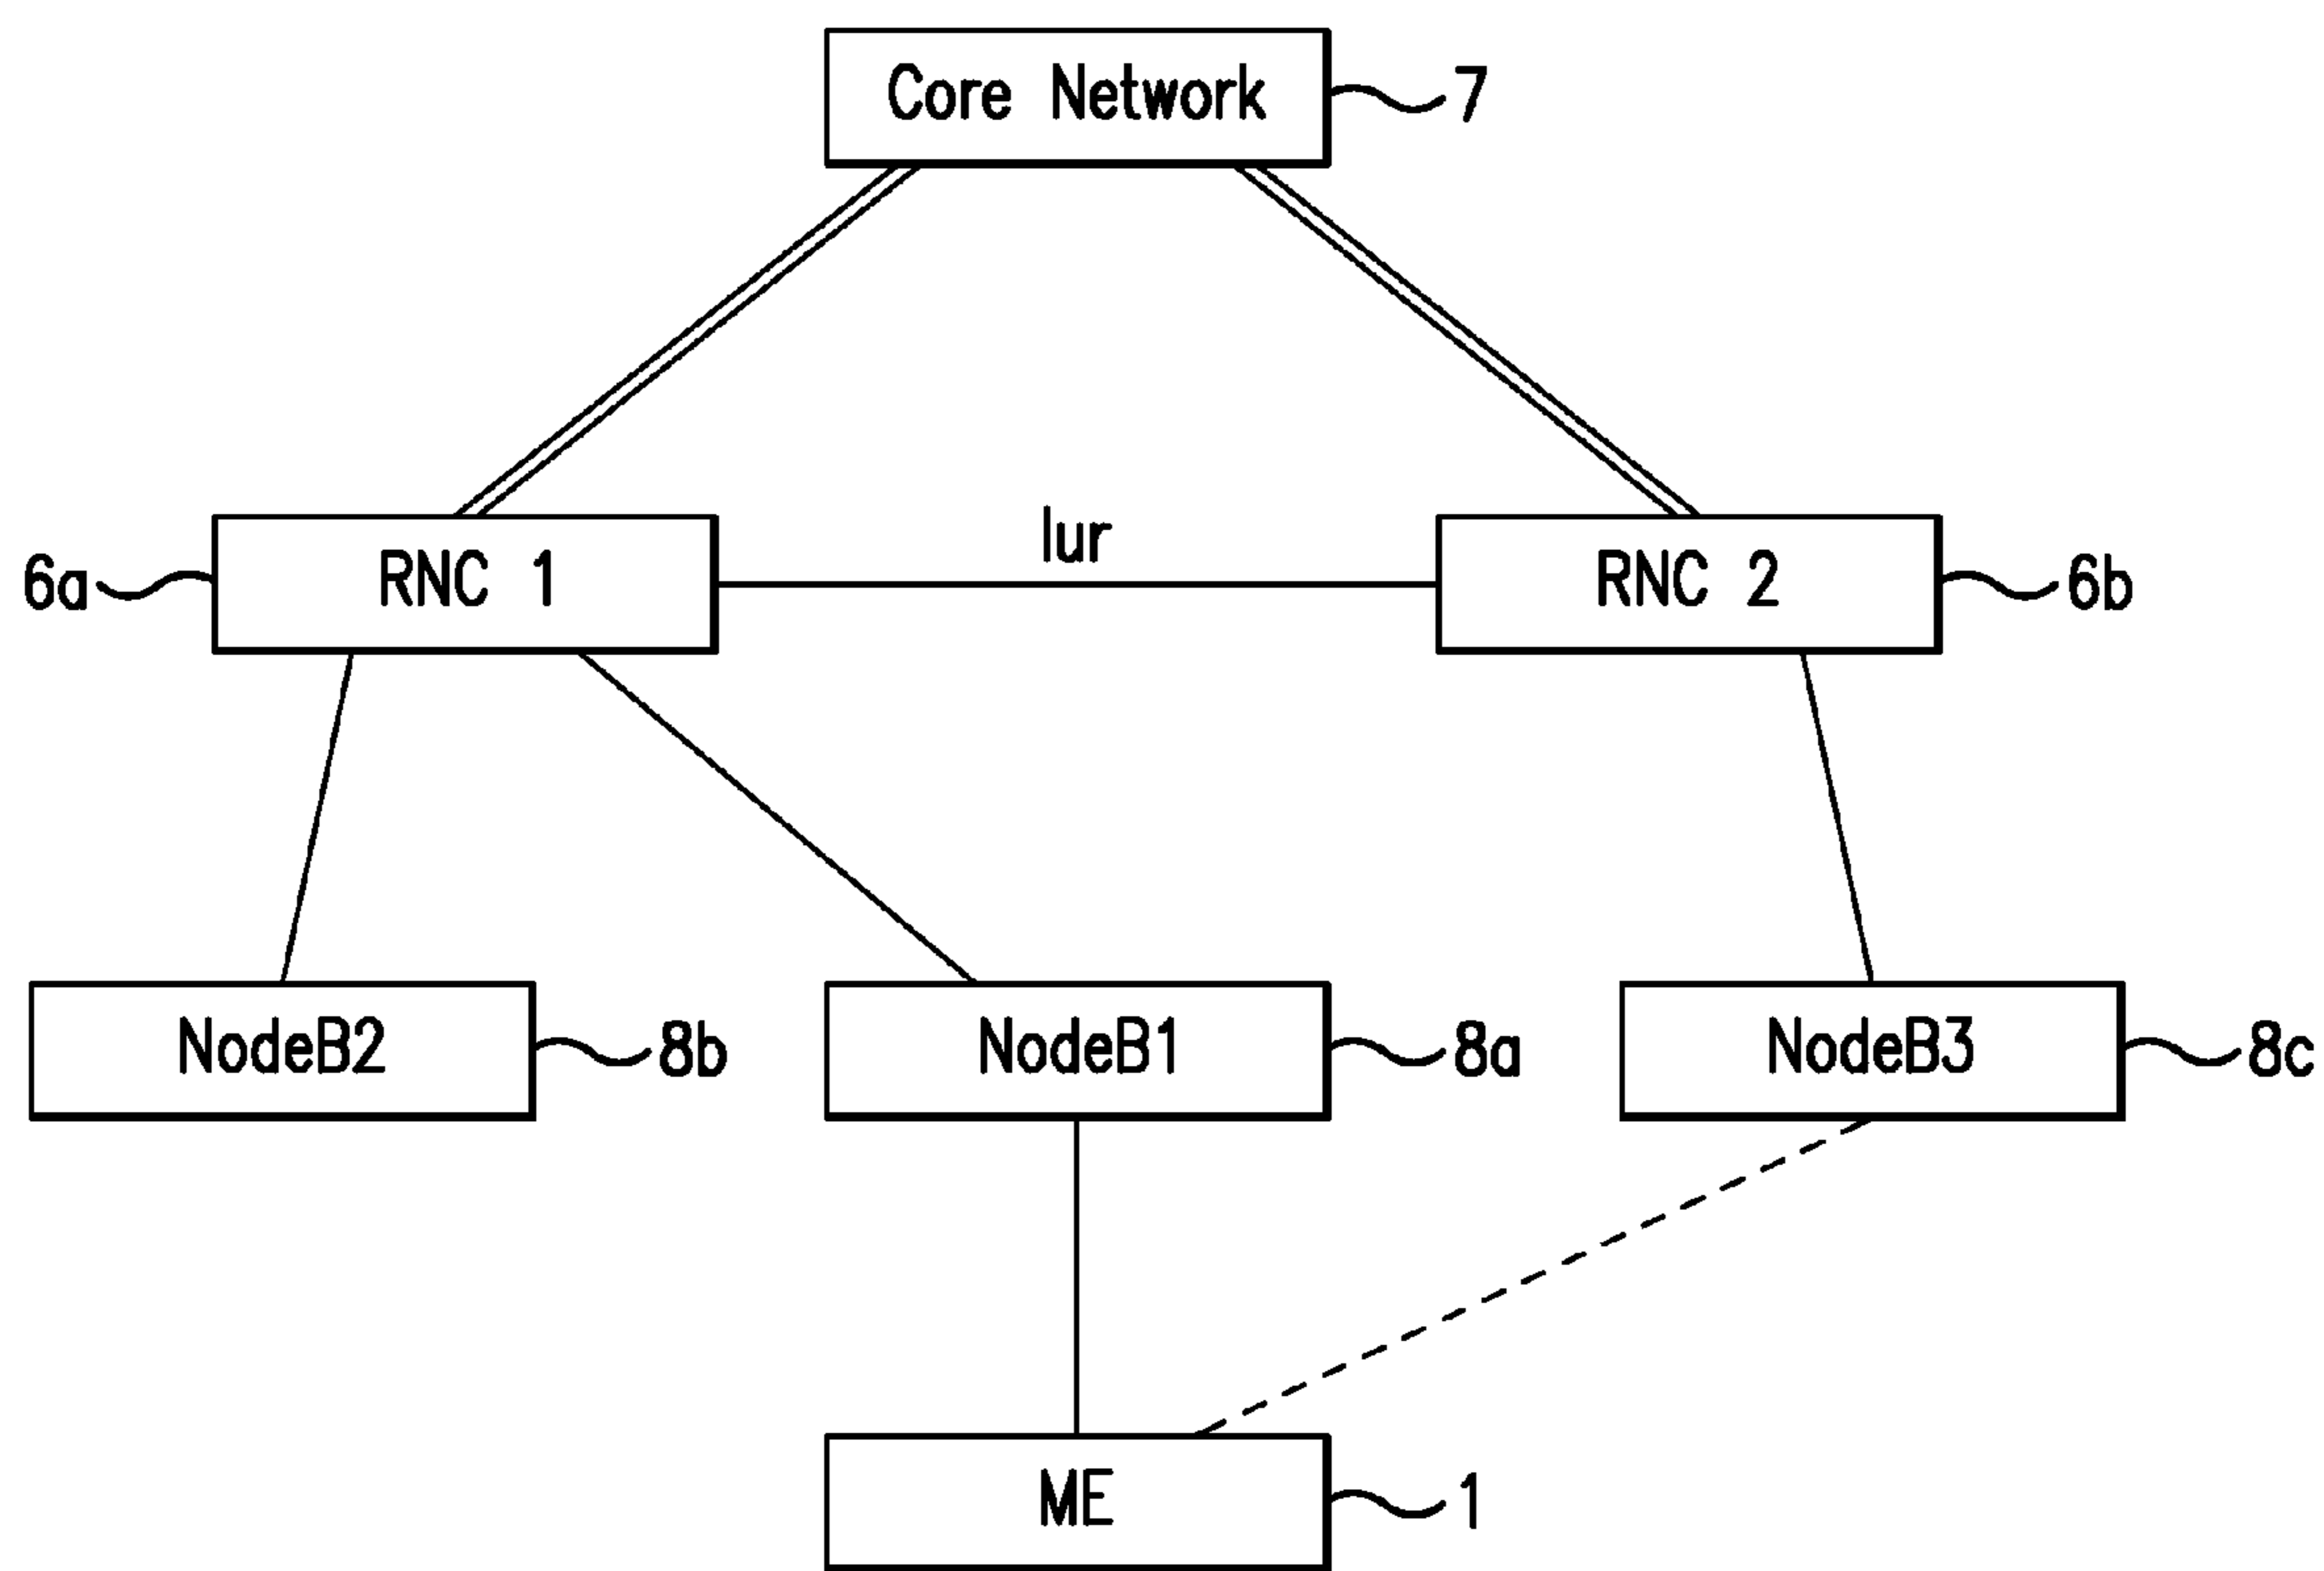 Core Network
7
Iur
6a
RNC 1
RNC 2
6b
NodeB2
8b
NodeB1
8a
NodeB3
8c
ME
1